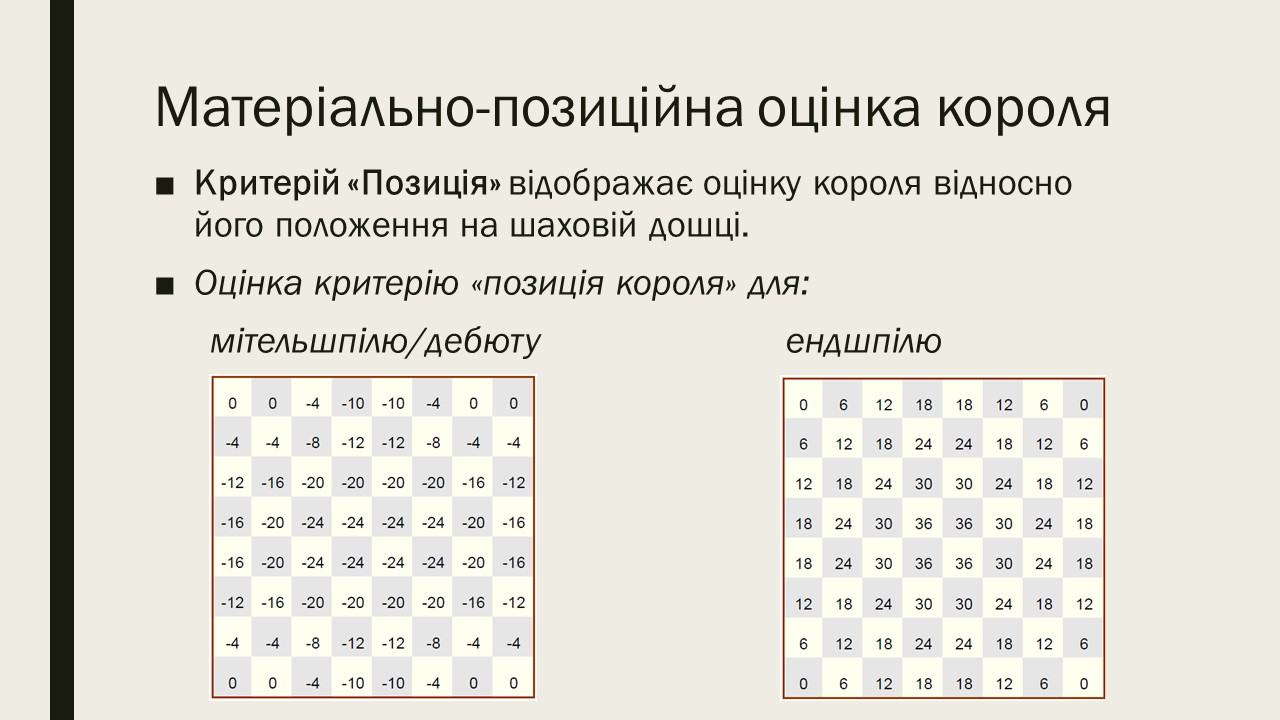 Матеріально-позиційна оцінка короля
■ Критерій «Позиція» відображає оцінку короля відносно
його положення на шаховій дошці.
■ Оцінка критерію «позиція короля» для:
мітельшпілю/дебюту
0 0 -4 -10 -10 -4 0 0
-4 -4 -8 -12 -12 -8 -4 -4
-12 -16 -20 -20 -20 -20 -16 -12
-16 -20 -24 -24 -24 -24 -20 -16
-16 -20 -24 -24 -24 -24 -20 -16
-12 -16 -20 -20 -20 -20 -16 -12
-4 -4 -8 -12 -12 -8 -4 -4
0 0 -4 -10 -10 -4 0 0
ендшпілю
0 6 12 18 18 12 6 0
6 12 18 24 24 18 12 6
12 18 24 30 30 24 18 12
18 24 30 36 36 30 24 18
18 24 30 36 36 30 24 18
12 18 24 30 30 24 18 12
6 12 18 24 24 18 12 6
0 6 12 18 18 12 6 0